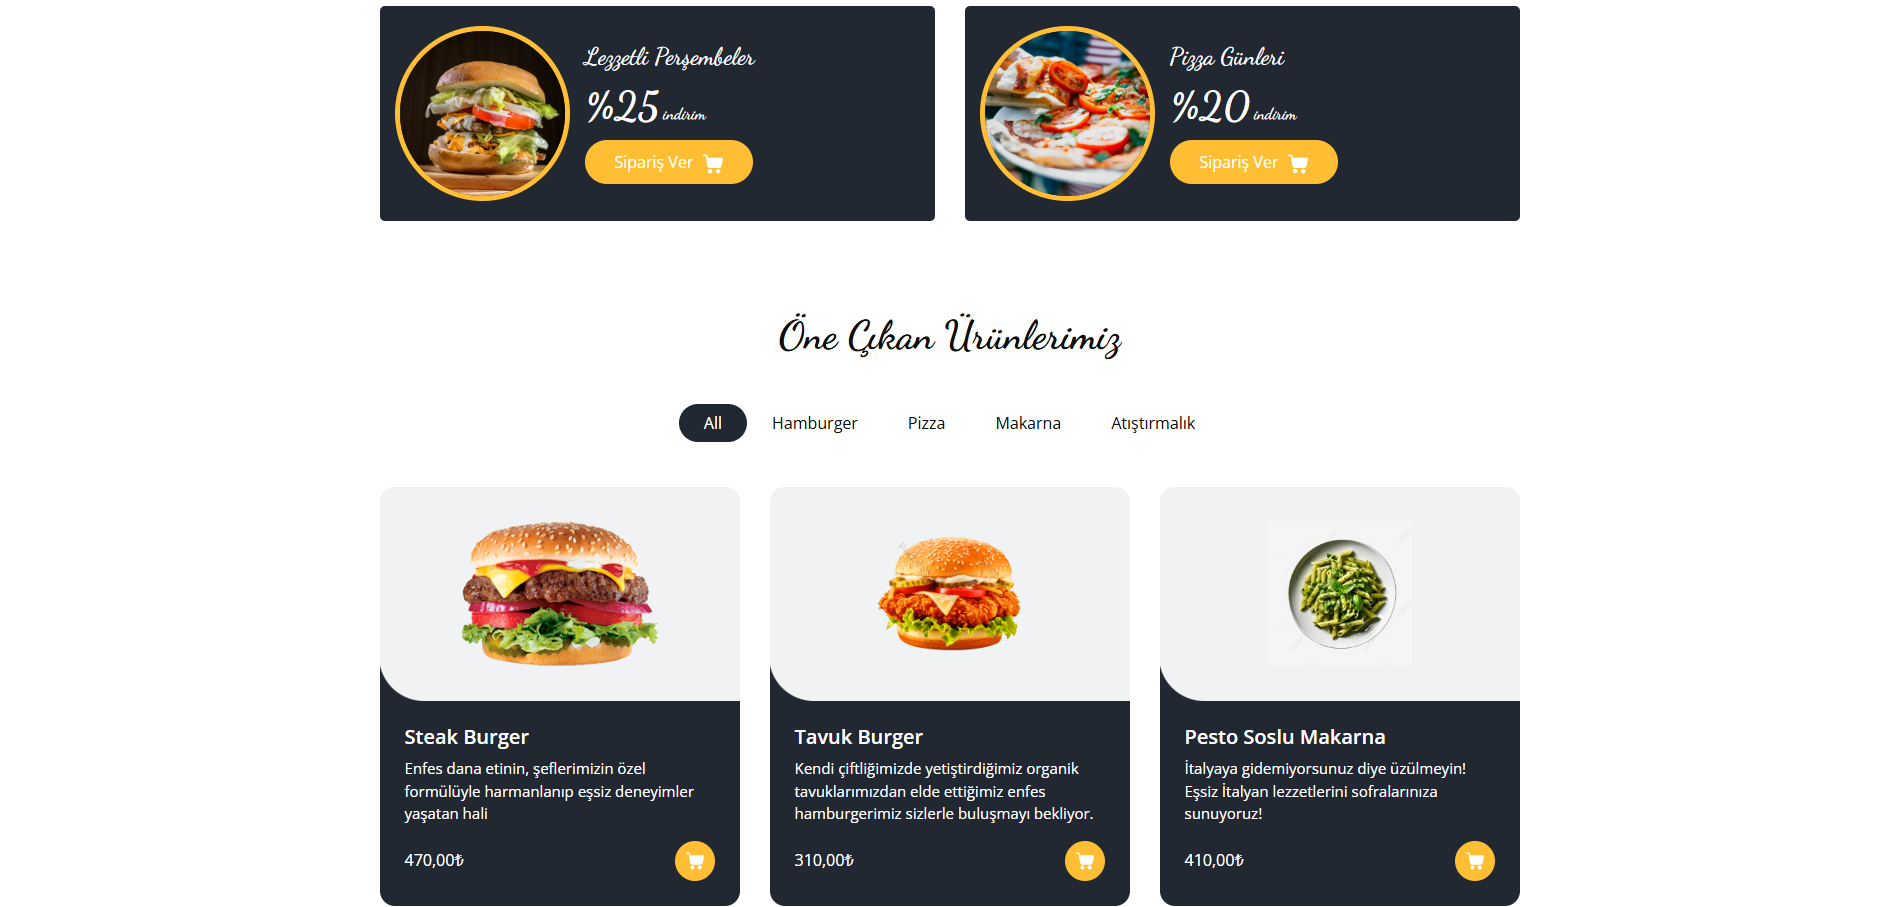 Lezzetli Perşembeler
%25 indirim
Sipariş Ver
Pizza Günleri
%20 indirim
Sipariş Ver
Öne Çıkan Ürünlerimiz
All
Hamburger
Pizza
Makarna
Atıştırmalık
Steak Burger
Enfes dana etinin, şeflerimizin özel
formülüyle harmanlanıp eşsiz deneyimler
yaşatan hali
470,00₺
Tavuk Burger
Kendi çiftliğimizde yetiştirdiğimiz organik
tavuklarımızdan elde ettiğimiz enfes
hamburgerimiz sizlerle buluşmayı bekliyor.
310,00₺
Pesto Soslu Makarna
İtalyaya gidemiyorsunuz diye üzülmeyin!
Eşsiz İtalyan lezzetlerini sofralarınıza
sunuyoruz!
410,00₺